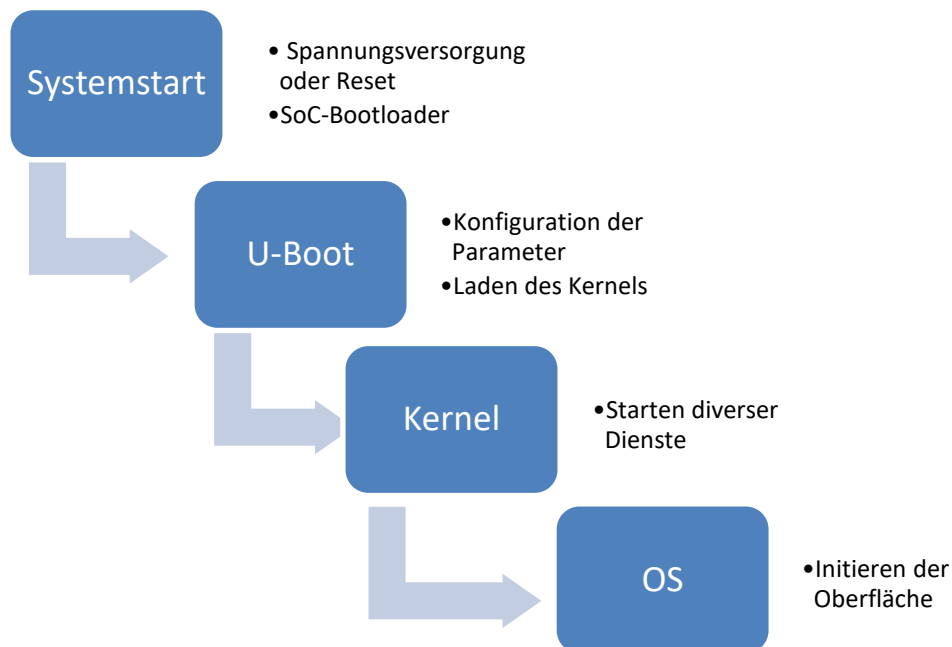 Systemstart
• Spannungsversorgung
oder Reset
•SoC-Bootloader
U-Boot
•Konfiguration der
Parameter
•Laden des Kernels
Kernel
•Starten diverser
Dienste
OS
•Initieren der
Oberfläche